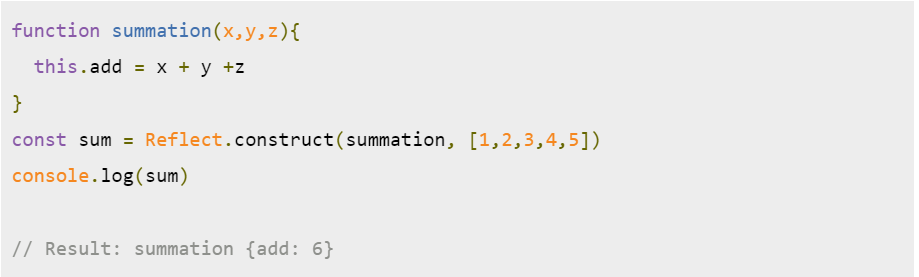 function summation(x,y,z){
  this.add = x + y +z
}
const sum = Reflect.construct(summation, [1,2,3,4,5])
console.log(sum)

// Result: summation {add: 6}